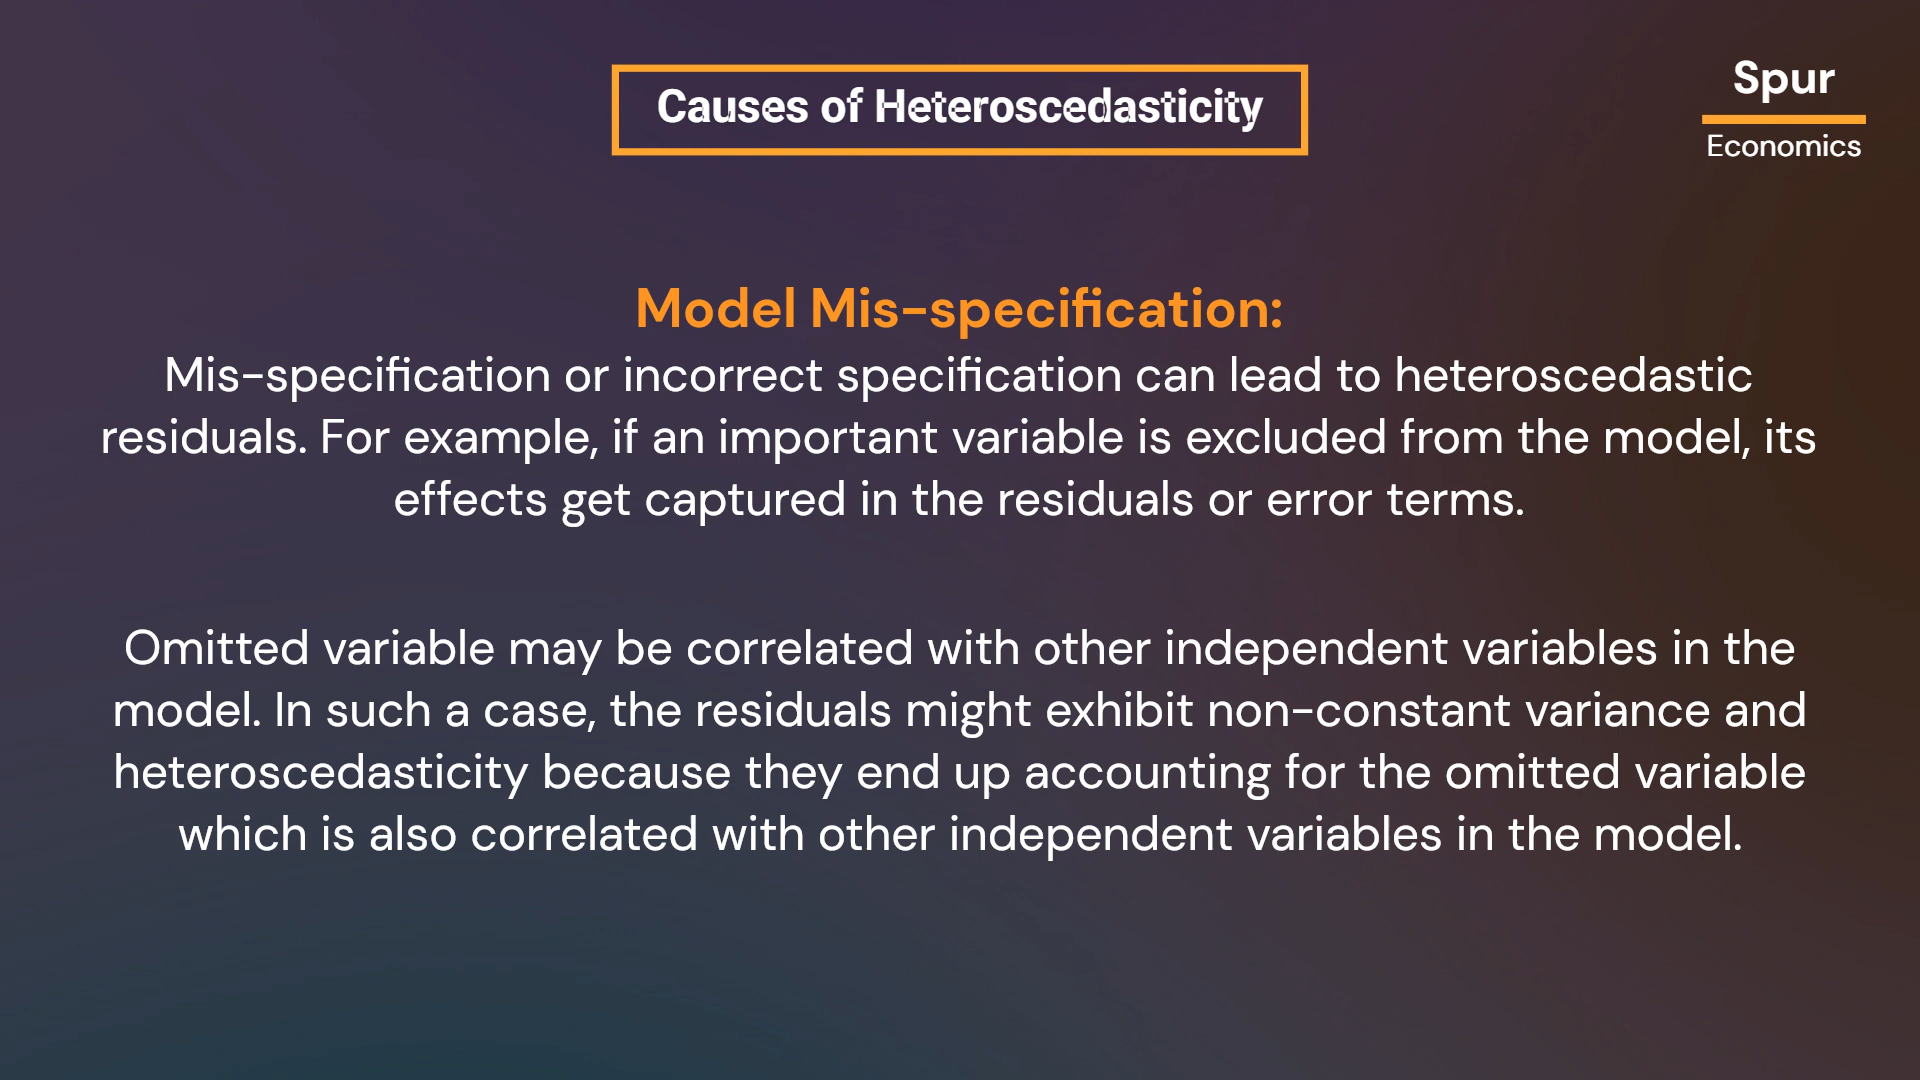 Causes of Heteroscedasticity
Spur
Economics
Model Mis-specification:
Mis-specification or incorrect specification can lead to heteroscedastic
residuals. For example, if an important variable is excluded from the model, its
effects get captured in the residuals or error terms.
Omitted variable may be correlated with other independent variables in the
model. In such a case, the residuals might exhibit non-constant variance and
heteroscedasticity because they end up accounting for the omitted variable
which is also correlated with other independent variables in the model.